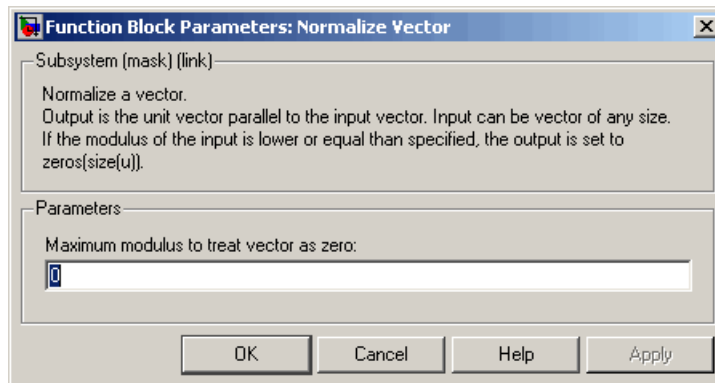 Function Block Parameters: Normalize Vector
Subsystem (mask) (link)
Normalize a vector.
Output is the unit vector parallel to the input vector. Input can be vector of any size.
If the modulus of the input is lower or equal than specified, the output is set to
zeros(size(u)).
Parameters
Maximum modulus to treat vector as zero:
0
OK
Cancel
Help
Apply